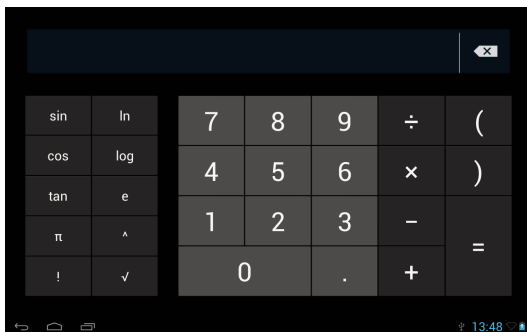 sin ln 7 8 9 ÷ (
cos log 4 5 6 × )
tan e 1 2 3 −
π ^ =
! √ 0 . +
13:48